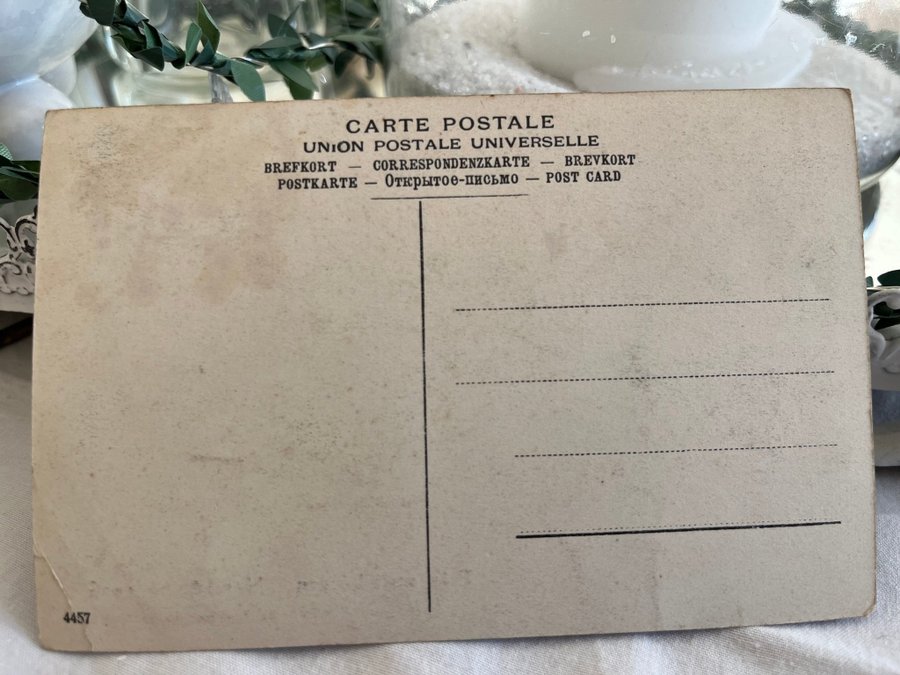 CARTE POSTALE
UNION POSTALE UNIVERSELLE
BREFKORT — CORRESPONDENZKARTE — BREVKORT
POSTKARTE — Открытое-письмо — POST CARD
4457